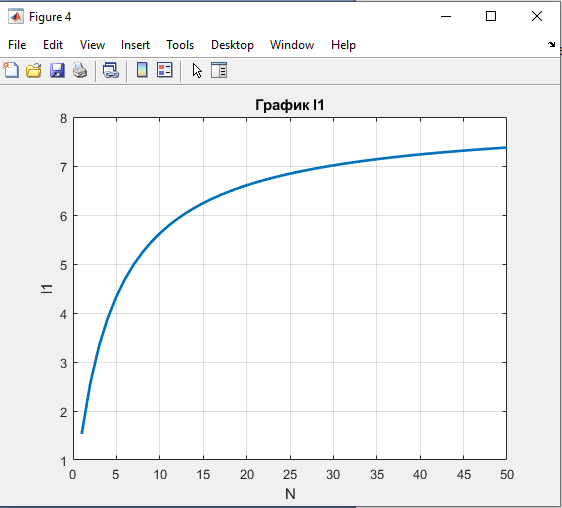 Figure 4
File Edit View Insert Tools Desktop Window Help
График I1
8
7
6
5
4
3
2
1
I1
0 5 10 15 20 25 30 35 40 45 50
N